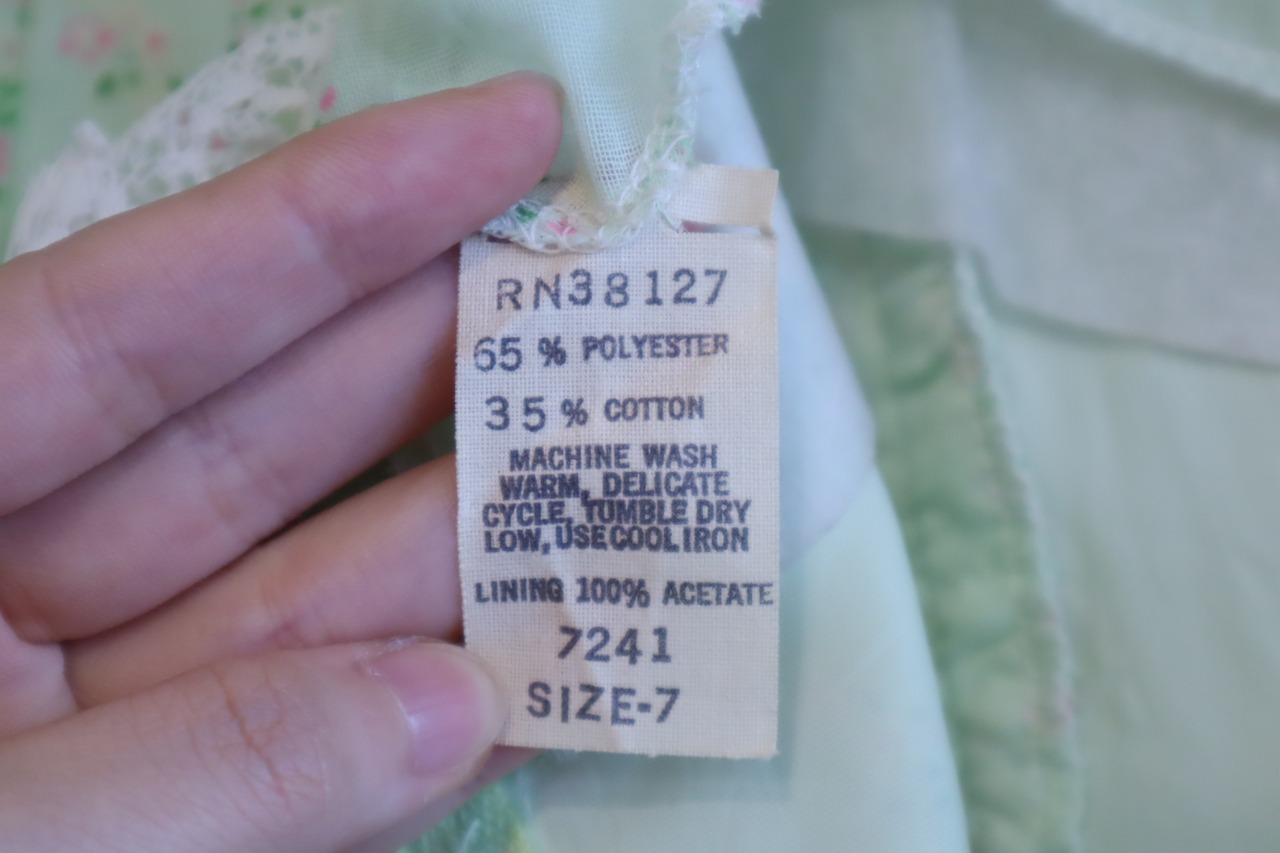 RN38127
65% POLYESTER
35% COTTON
MACHINE WASH
WARM, DELICATE
CYCLE, TUMBLE DRY
LOW, USE COOL IRON
LINING 100% ACETATE
7241
SIZE-7